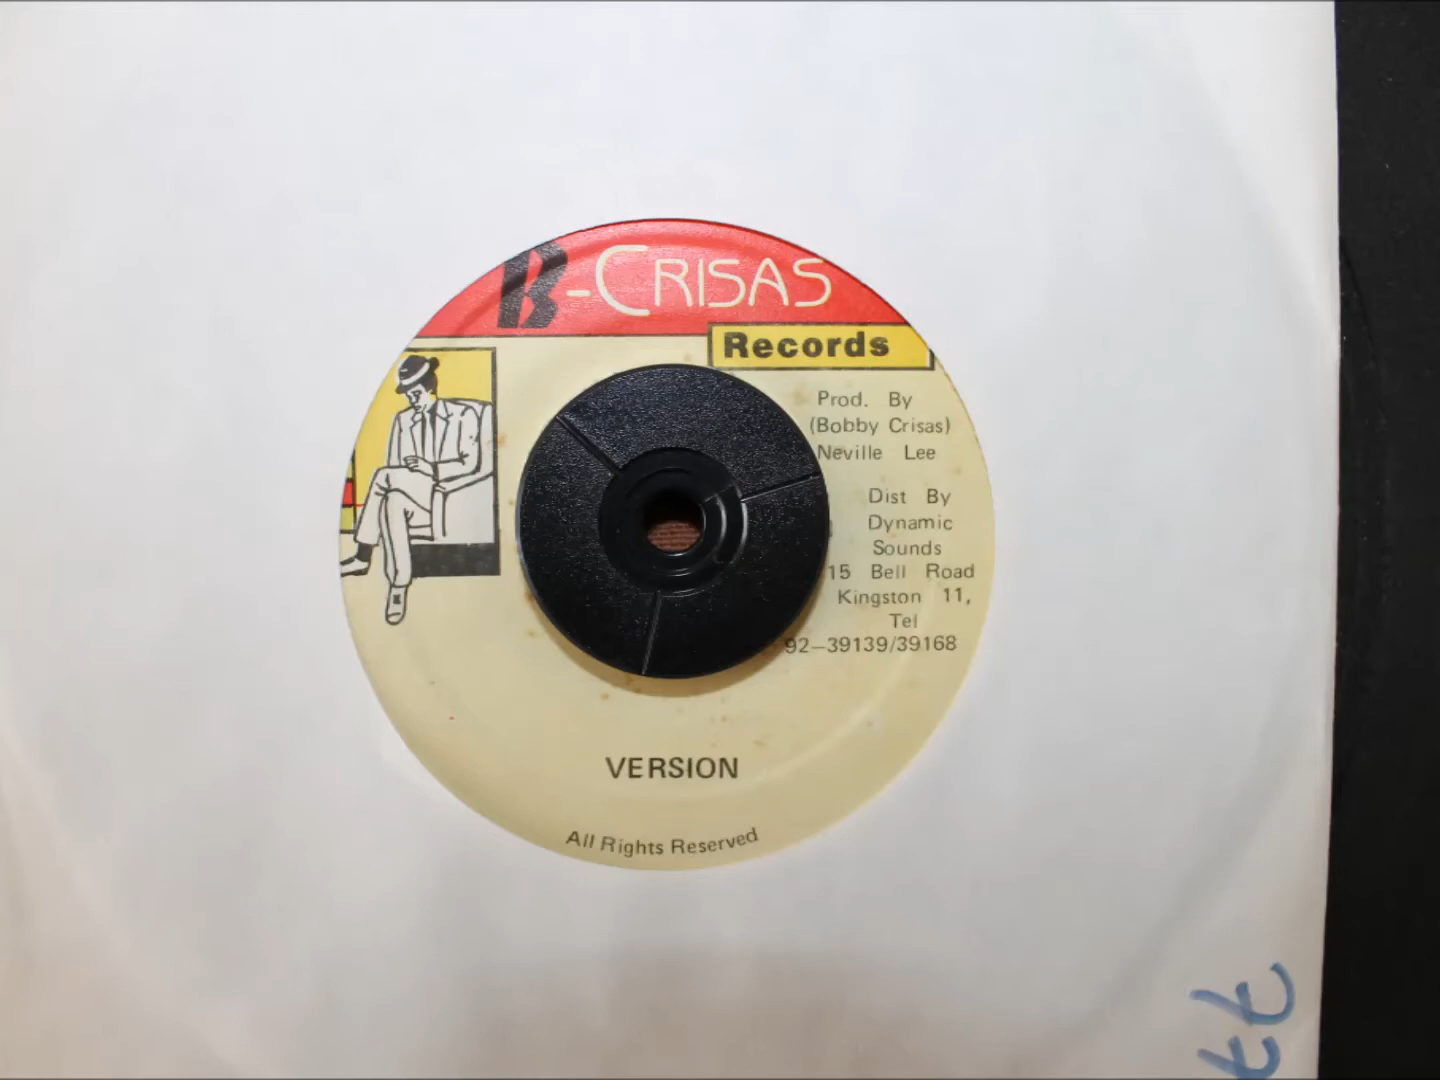 B-CRISAS
Records
Prod. By
(Bobby Crisas)
Neville Lee
Dist By
Dynamic
Sounds
15 Bell Road
Kingston 11,
Tel
92-39139/39168
VERSION
All Rights Reserved